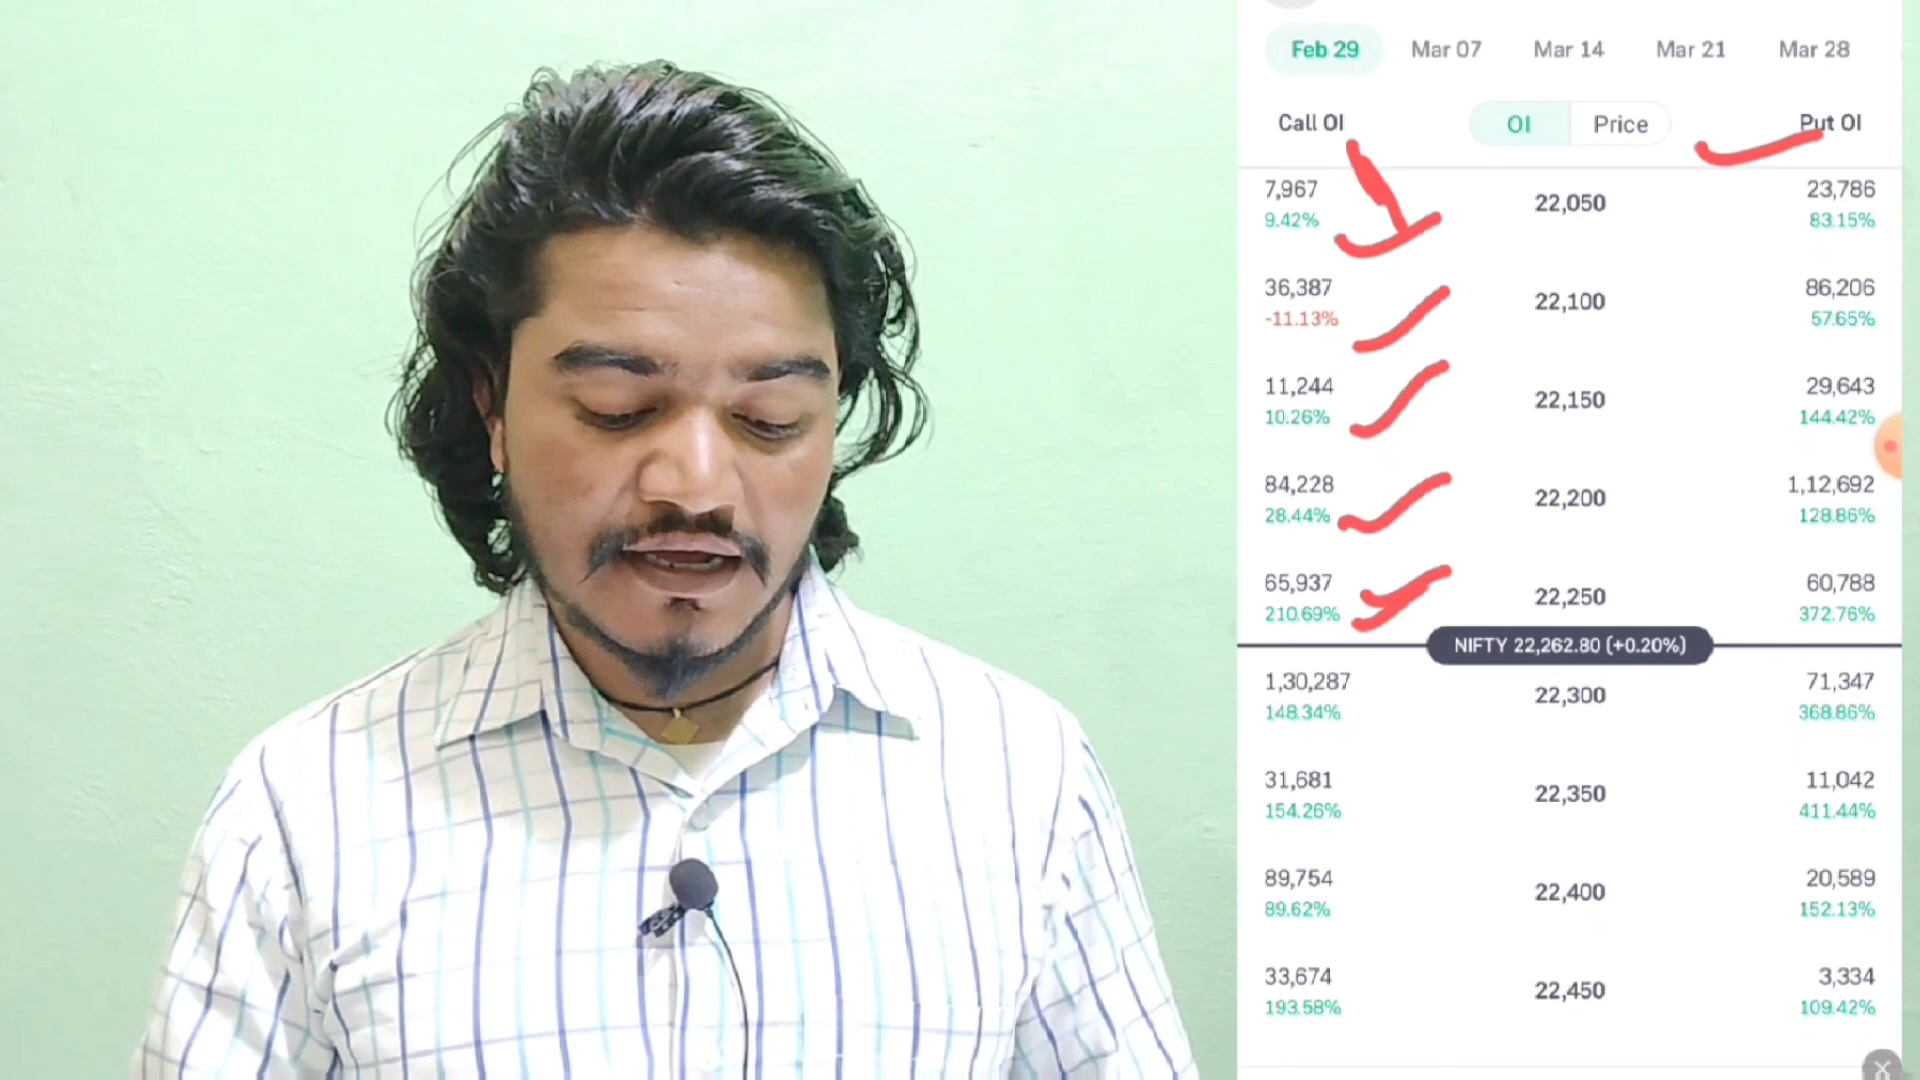 Feb 29 Mar 07 Mar 14 Mar 21 Mar 28
Call OI OI Price Put OI
7,967 22,050 23,786
9.42% 83.15%
36,387 22,100 86,206
-11.13% 57.65%
11,244 22,150 29,643
10.26% 144.42%
84,228 22,200 1,12,692
28.44% 128.86%
65,937 22,250 60,788
210.69% 372.76%
NIFTY 22,262.80 (+0.20%)
1,30,287 22,300 71,347
148.34% 368.86%
31,681 22,350 11,042
154.26% 411.44%
89,754 22,400 20,589
89.62% 152.13%
33,674 22,450 3,334
193.58% 109.42%